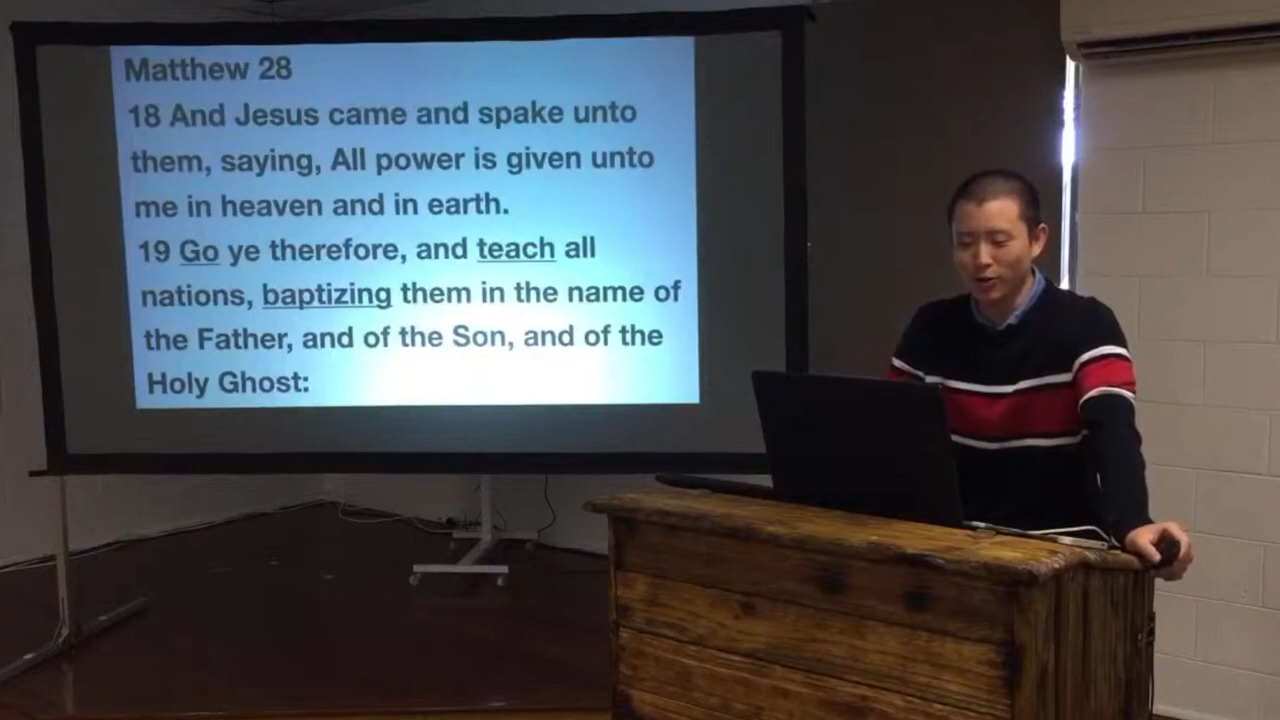 Matthew 28
18 And Jesus came and spake unto
them, saying, All power is given unto
me in heaven and in earth.
19 Go ye therefore, and teach all
nations, baptizing them in the name of
the Father, and of the Son, and of the
Holy Ghost: